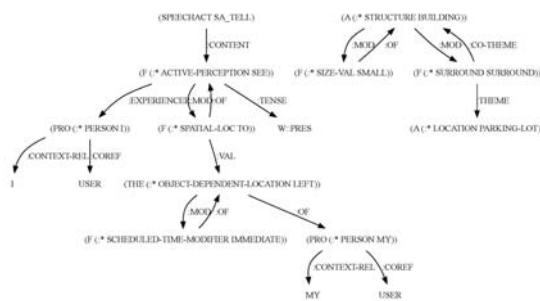 (SPEECHACT SA_TELL) (A (:* STRUCTURE BUILDING))
:CONTENT :MOD :OF :MOD :CO-THEME
(F (:* ACTIVE-PERCEPTION SEE)) (F (:* SIZE-VAL SMALL)) (F (:* SURROUND SURROUND))
:EXPERIENCER :MOD :OF :TENSE :THEME
(PRO (:* PERSON I)) (F (:* SPATIAL-LOC TO)) W::PRES (A (:* LOCATION PARKING-LOT))
:CONTEXT-REL :COREF :VAL
I USER (THE (:* OBJECT-DEPENDENT-LOCATION LEFT))
:MOD :OF :OF
(F (:* SCHEDULED-TIME-MODIFIER IMMEDIATE)) (PRO (:* PERSON MY))
:CONTEXT-REL :COREF
MY USER